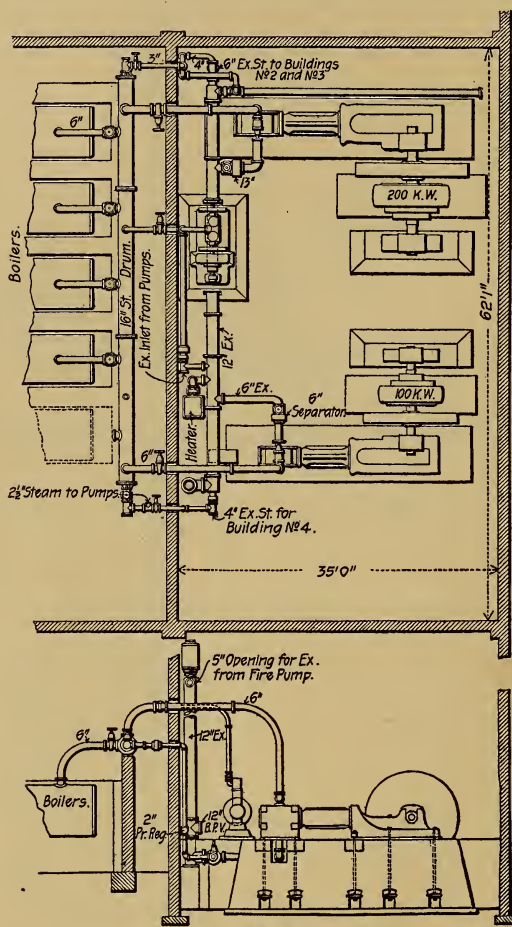 3"
4"
6" Ex. St. to Buildings
Nº2 and Nº3
6"
13"
200 K.W.
Boilers.
16" St. Drum.
Ex. Inlet from Pumps.
12" Ex.
62'1"
6" Ex.
6"
Separator
100 K.W.
Heater
6"
2½" Steam to Pumps.
4" Ex. St. for
Building Nº4.
35'0"
5" Opening for Ex.
from Fire Pump.
6"
6"
12" Ex.
Boilers.
2"
Pr. Reg.
12"
B.P.V.